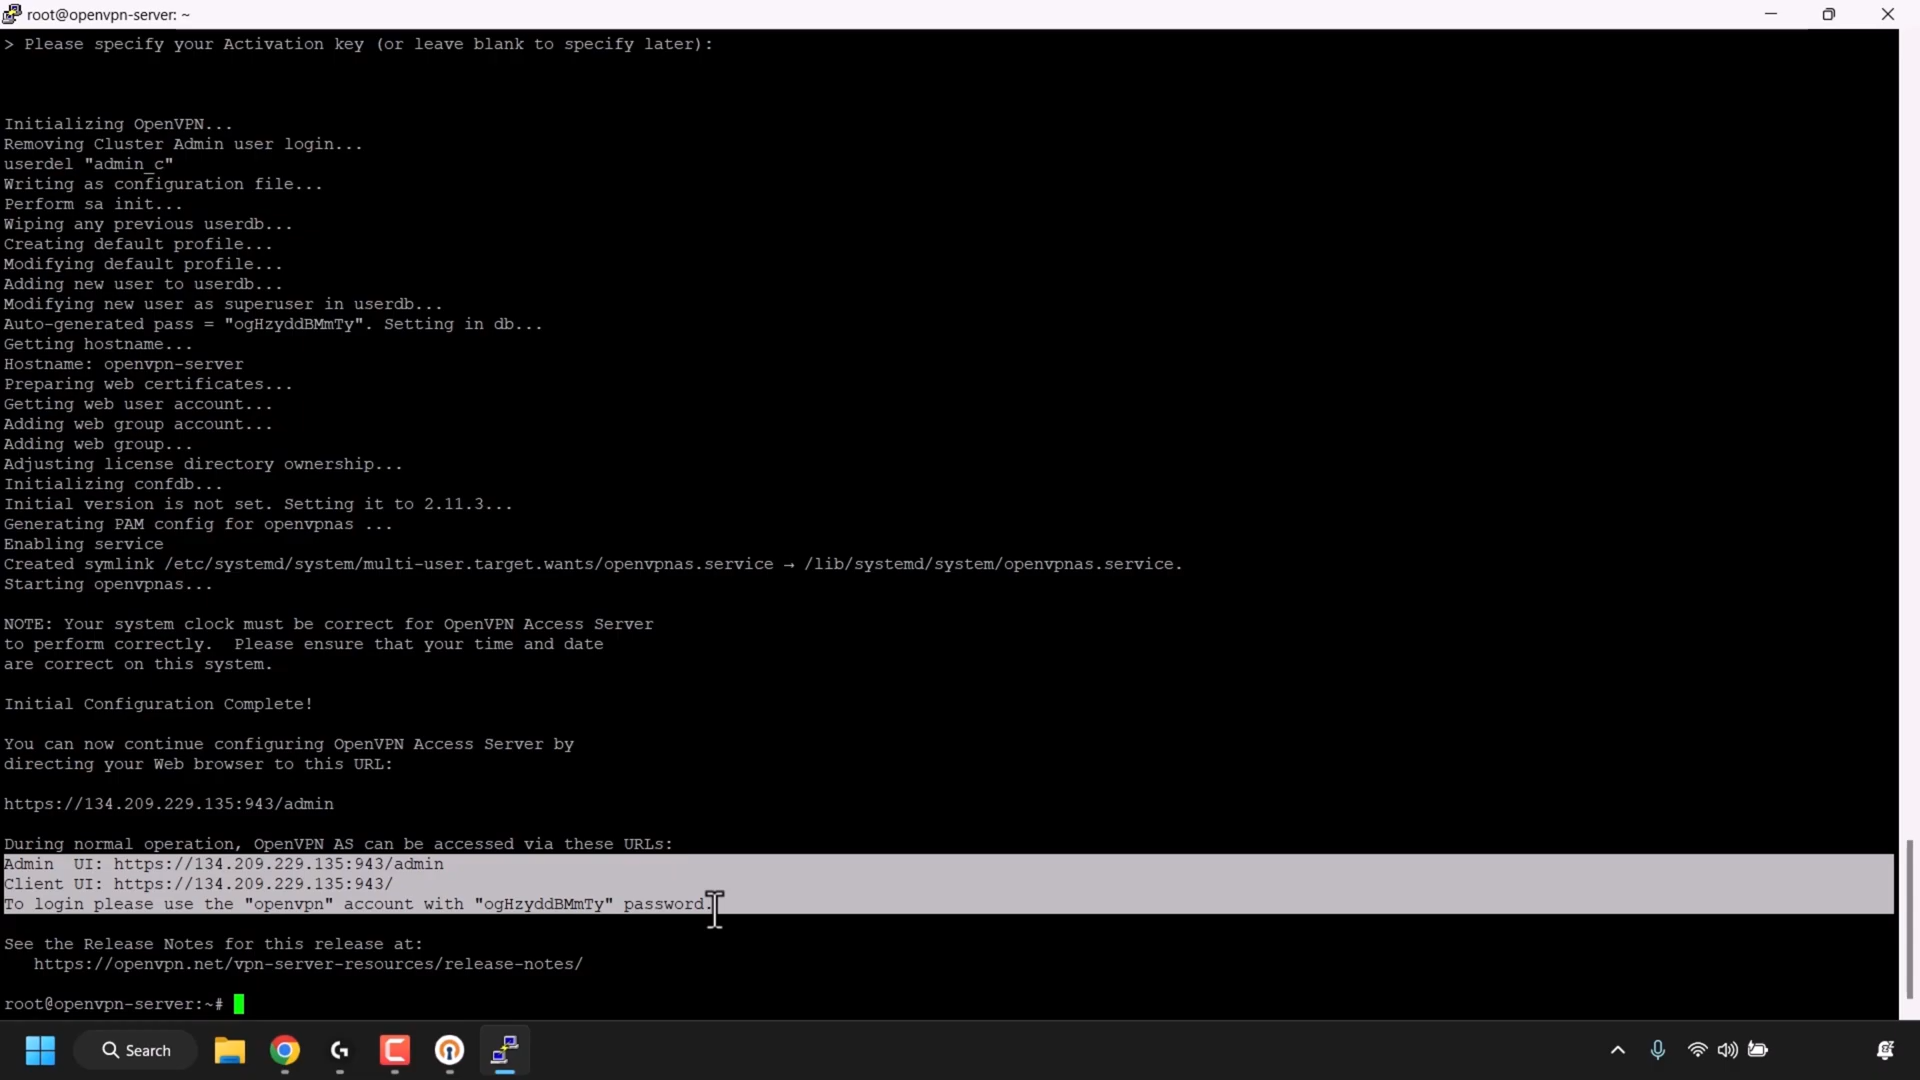 root@openvpn-server: ~
> Please specify your Activation key (or leave blank to specify later):
Initializing OpenVPN...
Removing Cluster Admin user login...
userdel "admin_c"
Writing as configuration file...
Perform sa init...
Wiping any previous userdb...
Creating default profile...
Modifying default profile...
Adding new user to userdb...
Modifying new user as superuser in userdb...
Auto-generated pass = "ogHzyddBMmTy". Setting in db...
Getting hostname...
Hostname: openvpn-server
Preparing web certificates...
Getting web user account...
Adding web group account...
Adding web group...
Adjusting license directory ownership...
Initializing confdb...
Initial version is not set. Setting it to 2.11.3...
Generating PAM config for openvpnas ...
Enabling service
Created symlink /etc/systemd/system/multi-user.target.wants/openvpnas.service → /lib/systemd/system/openvpnas.service.
Starting openvpnas...
NOTE: Your system clock must be correct for OpenVPN Access Server
to perform correctly.  Please ensure that your time and date
are correct on this system.
Initial Configuration Complete!
You can now continue configuring OpenVPN Access Server by
directing your Web browser to this URL:
https://134.209.229.135:943/admin
During normal operation, OpenVPN AS can be accessed via these URLs:
Admin  UI: https://134.209.229.135:943/admin
Client UI: https://134.209.229.135:943/
To login please use the "openvpn" account with "ogHzyddBMmTy" password.
See the Release Notes for this release at:
   https://openvpn.net/vpn-server-resources/release-notes/
root@openvpn-server:~#
Search